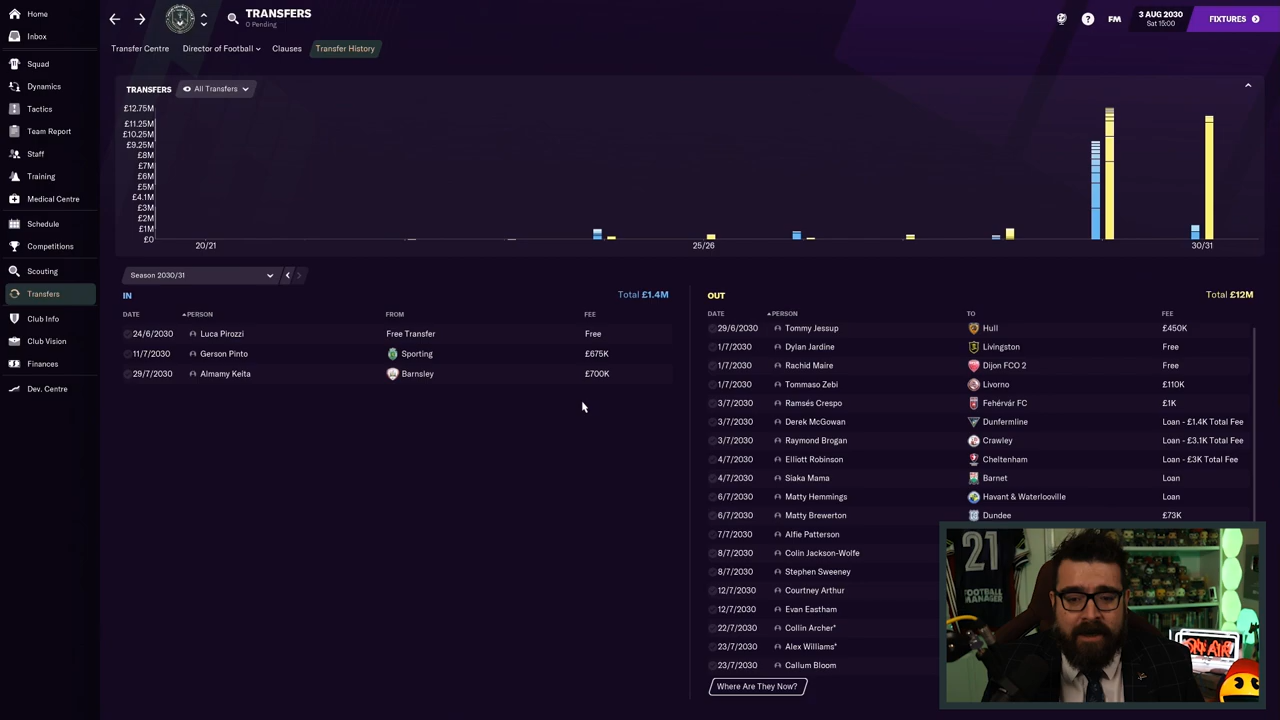 TRANSFERS
0 Pending
FM
3 AUG 2030
Sat 15:00
FIXTURES
Home
Inbox
Squad
Dynamics
Tactics
Team Report
Staff
Training
Medical Centre
Schedule
Competitions
Scouting
Transfers
Club Info
Club Vision
Finances
Dev. Centre
Transfer Centre
Director of Football
Clauses
Transfer History
TRANSFERS
All Transfers
£12.75M
£11.25M
£10.25M
£9.25M
£8M
£7M
£6M
£5M
£4.1M
£3M
£2M
£1M
£0
20/21
25/26
30/31
Season 2030/31
IN
Total £1.4M
DATE PERSON FROM FEE
24/6/2030 Luca Pirozzi Free Transfer Free
11/7/2030 Gerson Pinto Sporting £675K
29/7/2030 Almamy Keita Barnsley £700K
OUT
Total £12M
DATE PERSON TO FEE
29/6/2030 Tommy Jessup Hull £450K
1/7/2030 Dylan Jardine Livingston Free
1/7/2030 Rachid Maire Dijon FCO 2 Free
1/7/2030 Tommaso Zebi Livorno £110K
3/7/2030 Ramsés Crespo Fehérvár FC £1K
3/7/2030 Derek McGowan Dunfermline Loan - £1.4K Total Fee
3/7/2030 Raymond Brogan Crawley Loan - £3.1K Total Fee
4/7/2030 Elliott Robinson Cheltenham Loan - £3K Total Fee
4/7/2030 Siaka Mama Barnet Loan
6/7/2030 Matty Hemmings Havant & Waterlooville Loan
6/7/2030 Matty Brewerton Dundee £73K
7/7/2030 Alfie Patterson
8/7/2030 Colin Jackson-Wolfe
8/7/2030 Stephen Sweeney
12/7/2030 Courtney Arthur
12/7/2030 Evan Eastham
22/7/2030 Collin Archer*
23/7/2030 Alex Williams*
23/7/2030 Callum Bloom
Where Are They Now?
21
FOOTBALL
MANAGER